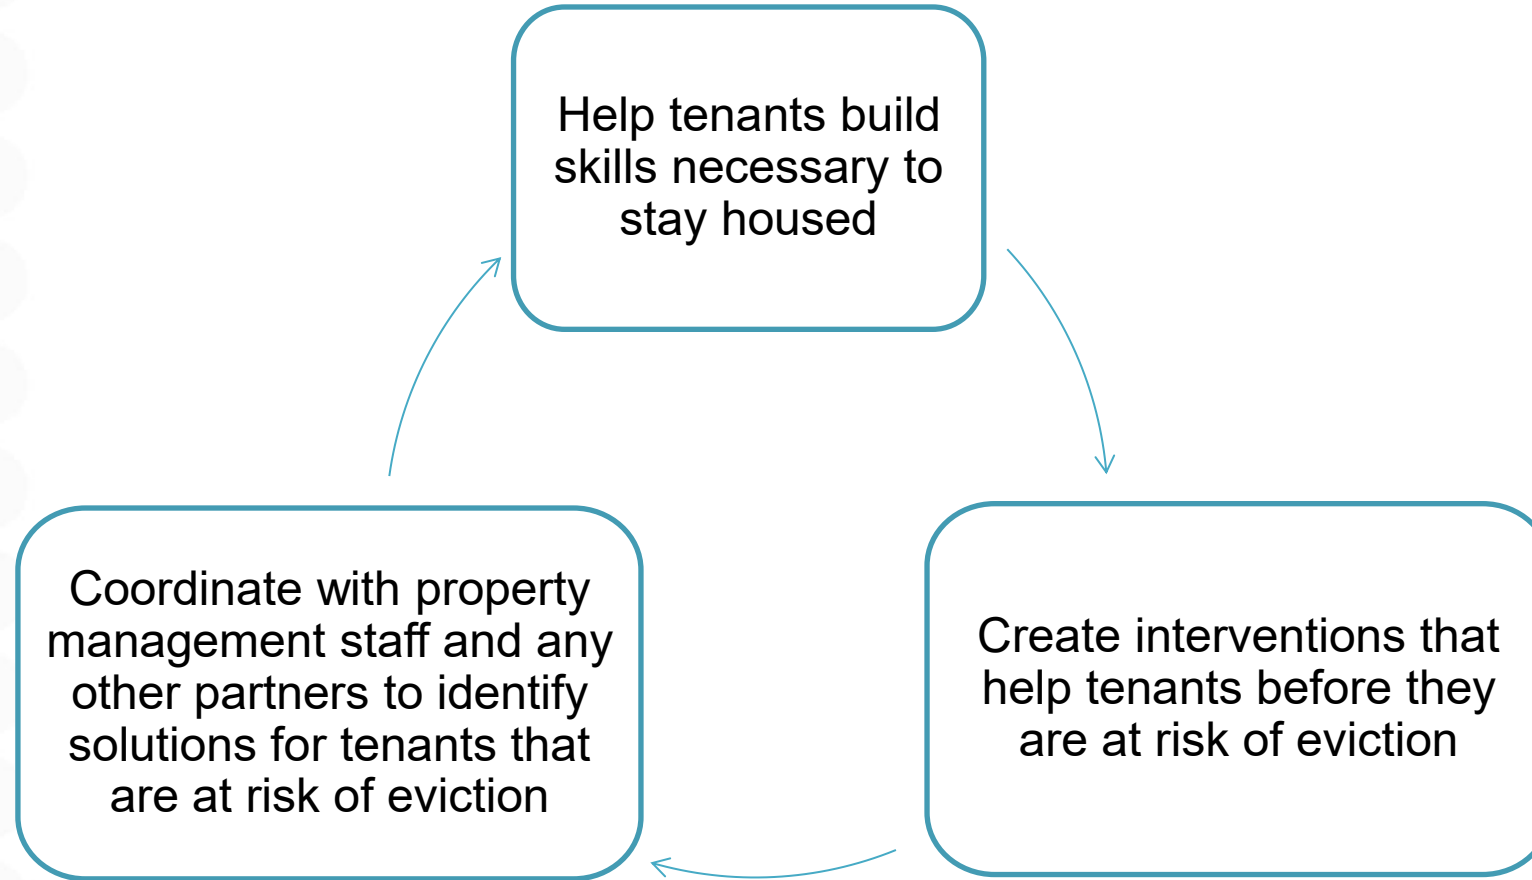 Help tenants build
skills necessary to
stay housed
Create interventions that
help tenants before they
are at risk of eviction
Coordinate with property
management staff and any
other partners to identify
solutions for tenants that
are at risk of eviction